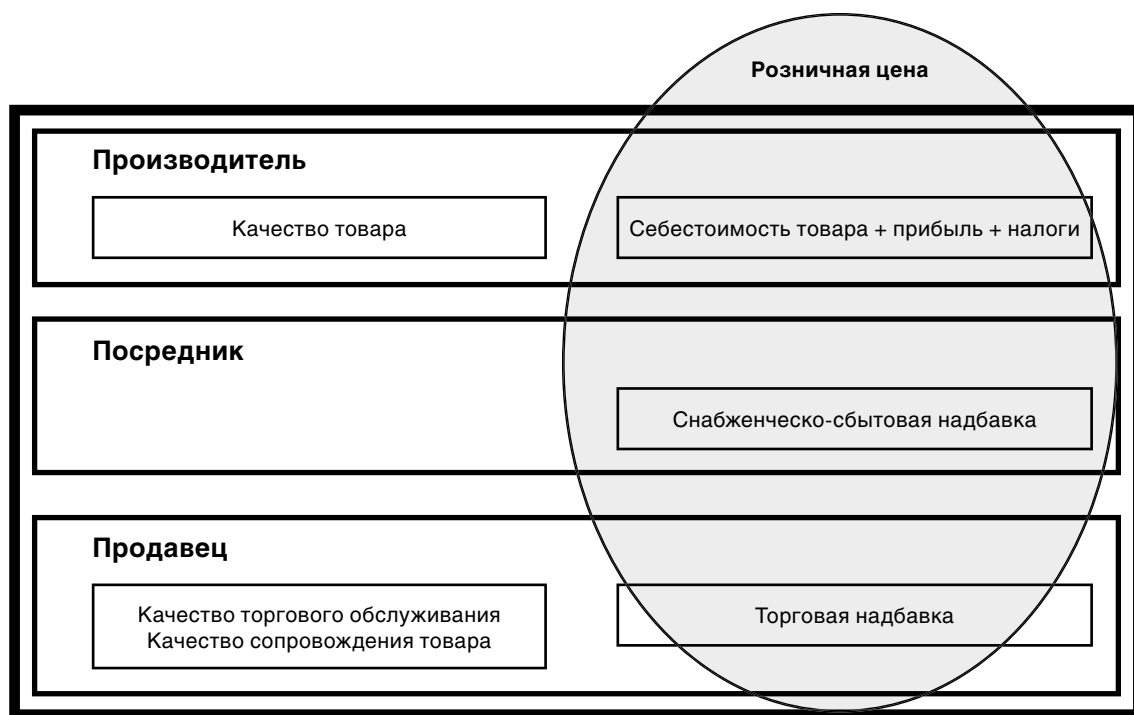 Розничная цена
Производитель
Качество товара
Себестоимость товара + прибыль + налоги
Посредник
Снабженческо-сбытовая надбавка
Продавец
Качество торгового обслуживания
Качество сопровождения товара
Торговая надбавка